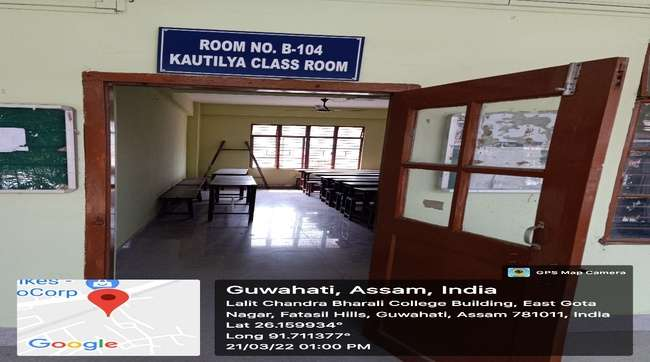 ROOM NO. B-104
KAUTILYA CLASS ROOM
GPS Map Camera
Guwahati, Assam, India
Lalit Chandra Bharali College Building, East Gota
Nagar, Fatasil Hills, Guwahati, Assam 781011, India
Lat 26.159934°
Long 91.711377°
21/03/22 01:00 PM
IKES -
oCorp
Google